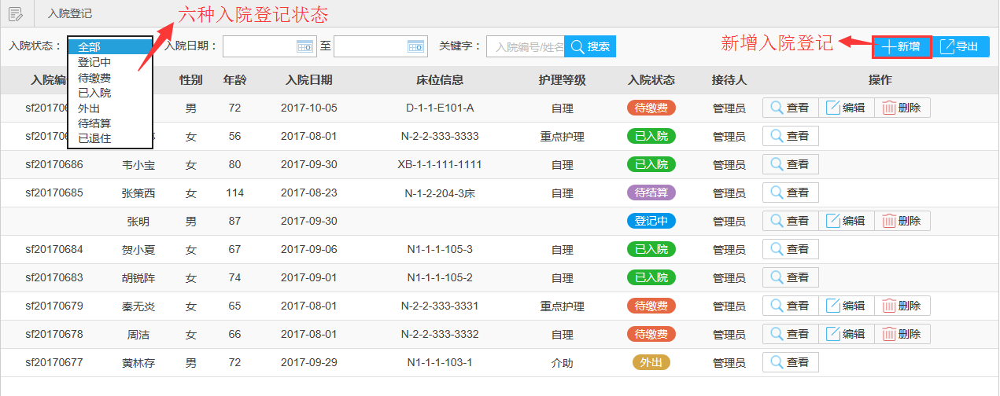 入院登记
六种入院登记状态
入院状态： 全部 入院日期： 至 关键字： 入院编号/姓名 搜索 新增入院登记 新增 导出
登记中
待缴费
已入院
外出
待结算
已退住
入院编 性别 年龄 入院日期 床位信息 护理等级 入院状态 接待人 操作
sf201706 男 72 2017-10-05 D-1-1-E101-A 自理 待缴费 管理员 查看 编辑 删除
sf201706 女 56 2017-08-01 N-2-2-333-3333 重点护理 已入院 管理员 查看
sf20170686 韦小宝 女 80 2017-09-30 XB-1-1-111-1111 自理 已入院 管理员 查看
sf20170685 张策西 女 114 2017-08-23 N-1-2-204-3床 自理 待结算 管理员 查看
张明 男 87 2017-09-30 登记中 管理员 查看 编辑 删除
sf20170684 贺小夏 女 67 2017-09-06 N1-1-1-105-3 自理 已入院 管理员 查看
sf20170683 胡锐阵 女 74 2017-09-01 N1-1-1-105-2 自理 已入院 管理员 查看
sf20170679 秦无炎 女 65 2017-08-01 N-2-2-333-3331 重点护理 待缴费 管理员 查看 编辑 删除
sf20170678 周洁 女 66 2017-08-01 N-2-2-333-3332 自理 待缴费 管理员 查看 编辑 删除
sf20170677 黄林存 男 72 2017-09-29 N1-1-1-103-1 介助 外出 管理员 查看